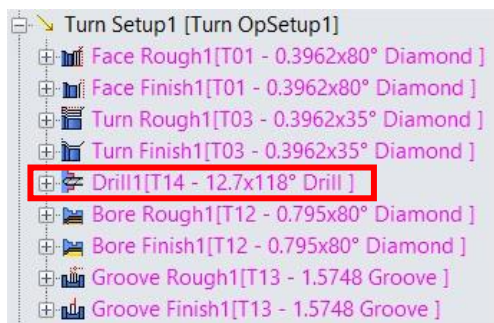 Turn Setup1 [Turn OpSetup1]
Face Rough1[T01 - 0.3962x80° Diamond ]
Face Finish1[T01 - 0.3962x80° Diamond ]
Turn Rough1[T03 - 0.3962x35° Diamond ]
Turn Finish1[T03 - 0.3962x35° Diamond ]
Drill1[T14 - 12.7x118° Drill ]
Bore Rough1[T12 - 0.795x80° Diamond ]
Bore Finish1[T12 - 0.795x80° Diamond ]
Groove Rough1[T13 - 1.5748 Groove ]
Groove Finish1[T13 - 1.5748 Groove ]